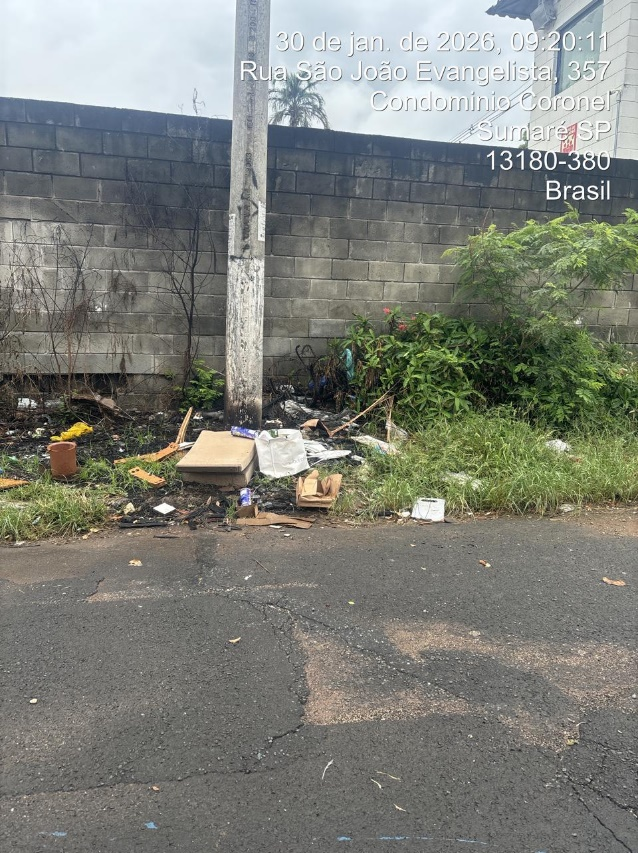 30 de jan. de 2026, 09:20:11
Rua São João Evangelista, 357
Condominio Coronel
Sumaré SP
13180-380
Brasil